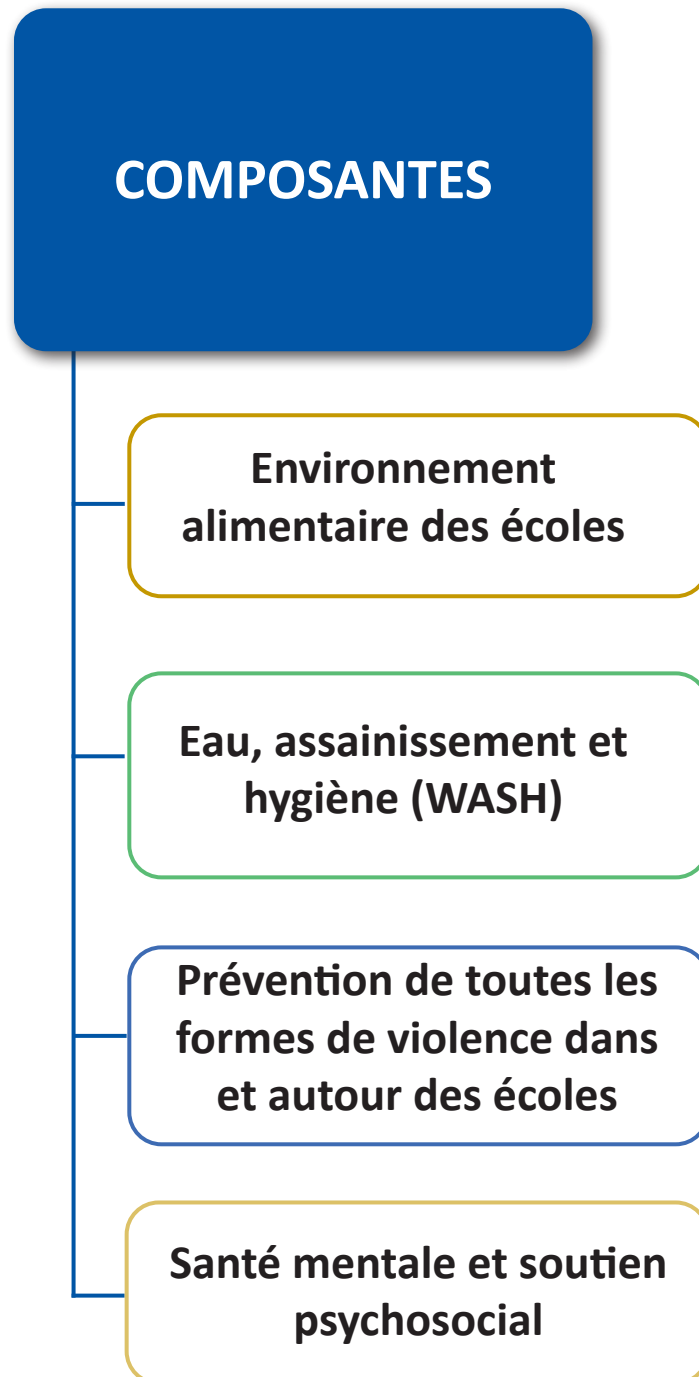 COMPOSANTES
Environnement
alimentaire des écoles
Eau, assainissement et
hygiène (WASH)
Prévention de toutes les
formes de violence dans
et autour des écoles
Santé mentale et soutien
psychosocial